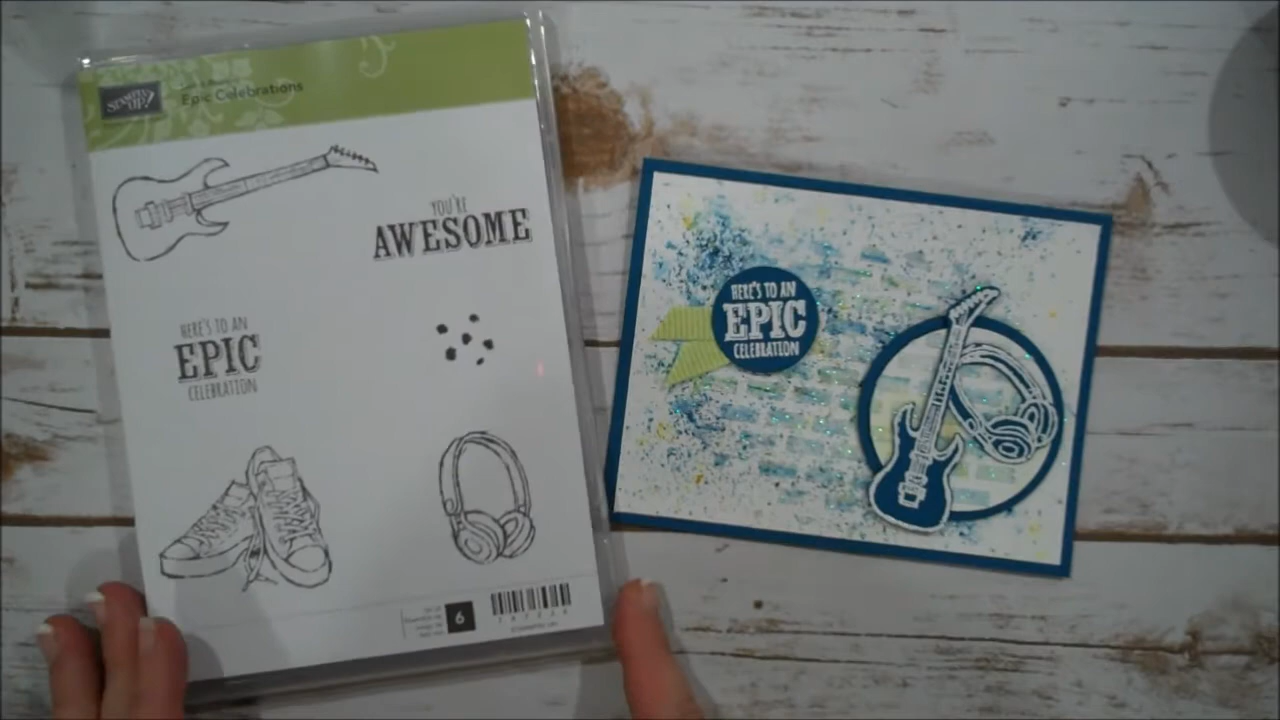 STAMPIN' UP!
Epic Celebrations
YOU'RE
AWESOME
HERE'S TO AN
EPIC
CELEBRATION
6
HERE'S TO AN
EPIC
CELEBRATION